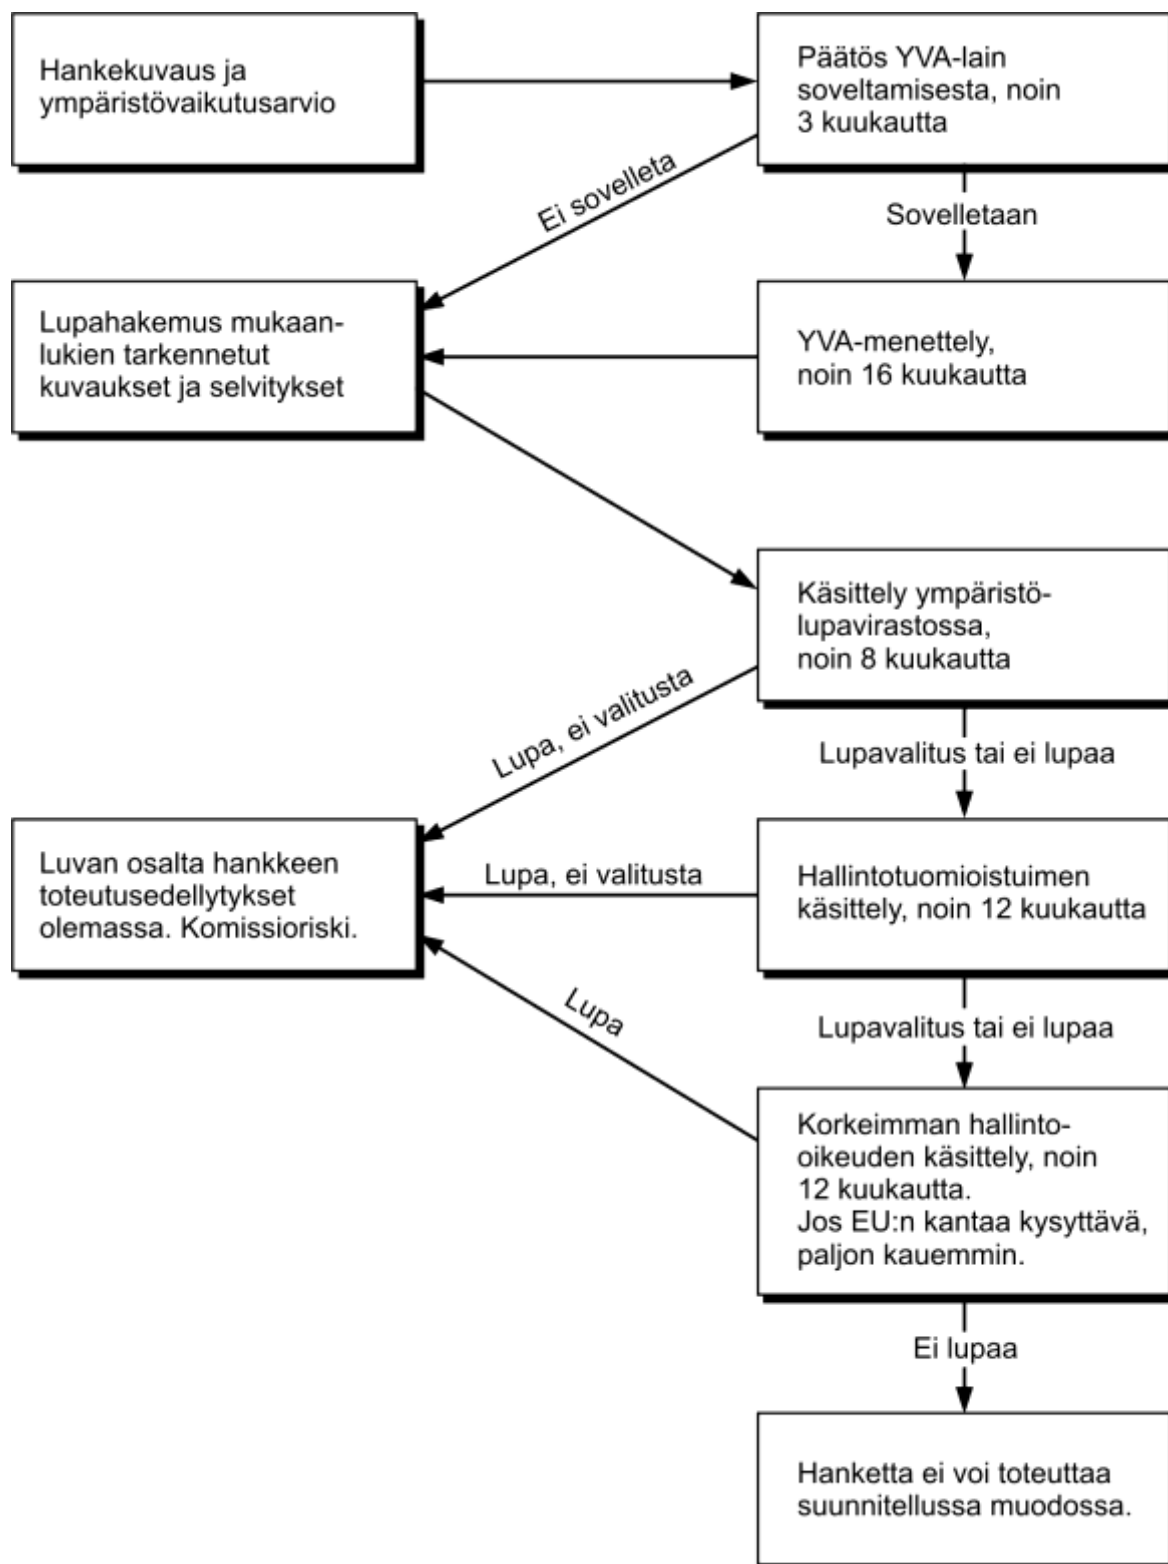 Hankekuvaus ja
ympäristövaikutusarvio
Päätös YVA-lain
soveltamisesta, noin
3 kuukautta
Ei sovelleta
Sovelletaan
Lupahakemus mukaan-
lukien tarkennetut
kuvaukset ja selvitykset
YVA-menettely,
noin 16 kuukautta
Käsittely ympäristö-
lupavirastossa,
noin 8 kuukautta
Lupa, ei valitusta
Lupavalitus tai ei lupaa
Luvan osalta hankkeen
toteutusedellytykset
olemassa. Komissioriski.
Lupa, ei valitusta
Hallintotuomioistuimen
käsittely, noin 12 kuukautta
Lupa
Lupavalitus tai ei lupaa
Korkeimman hallinto-
oikeuden käsittely, noin
12 kuukautta.
Jos EU:n kantaa kysyttävä,
paljon kauemmin.
Ei lupaa
Hanketta ei voi toteuttaa
suunnitellussa muodossa.